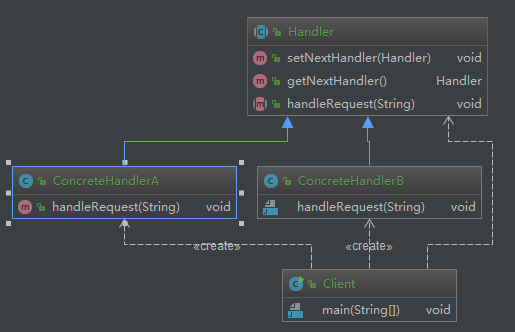 Handler
setNextHandler(Handler) void
getNextHandler() Handler
handleRequest(String) void
ConcreteHandlerA
handleRequest(String) void
ConcreteHandlerB
handleRequest(String) void
«create» «create»
Client
main(String[]) void